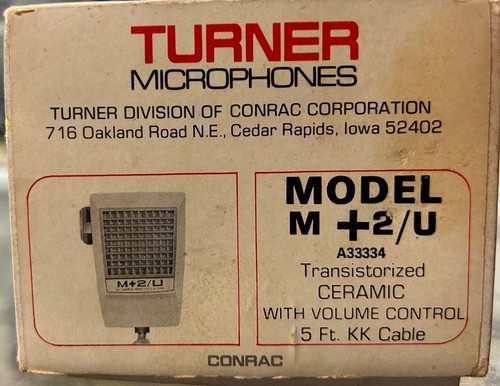 TURNER
MICROPHONES
TURNER DIVISION OF CONRAC CORPORATION
716 Oakland Road N.E., Cedar Rapids, Iowa 52402
M+2/U
MODEL
M +2/U
A33334
Transistorized
CERAMIC
WITH VOLUME CONTROL
5 Ft. KK Cable
CONRAC